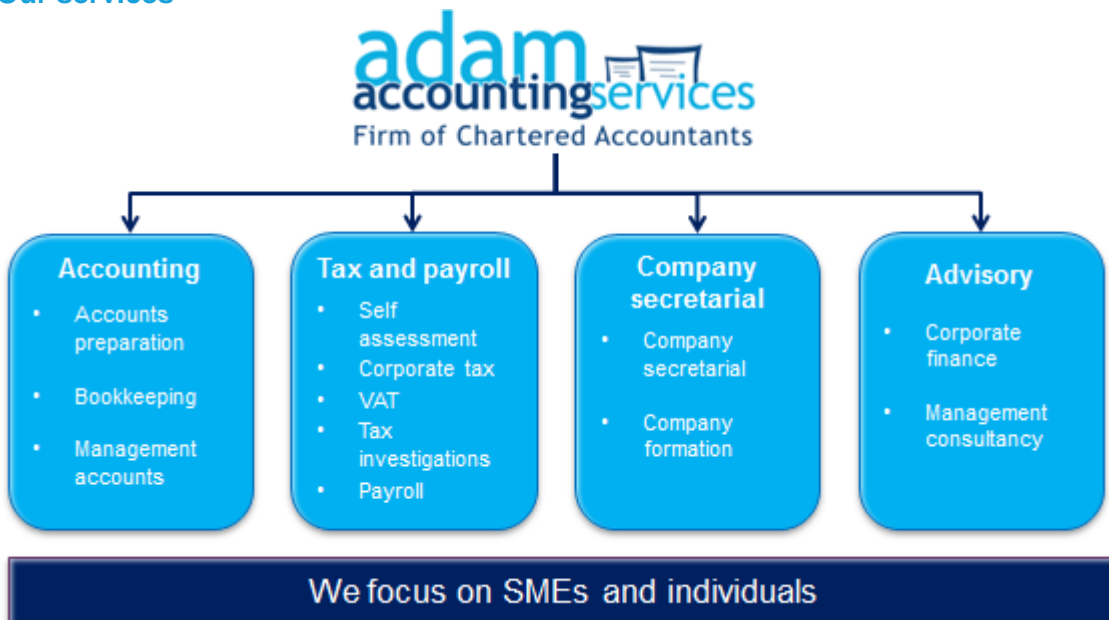 Our services
adam
accountingservices
Firm of Chartered Accountants
Accounting
• Accounts
preparation
• Bookkeeping
• Management
accounts
Tax and payroll
• Self
assessment
• Corporate tax
• VAT
• Tax
investigations
• Payroll
Company
secretarial
• Company
secretarial
• Company
formation
Advisory
• Corporate
finance
• Management
consultancy
We focus on SMEs and individuals